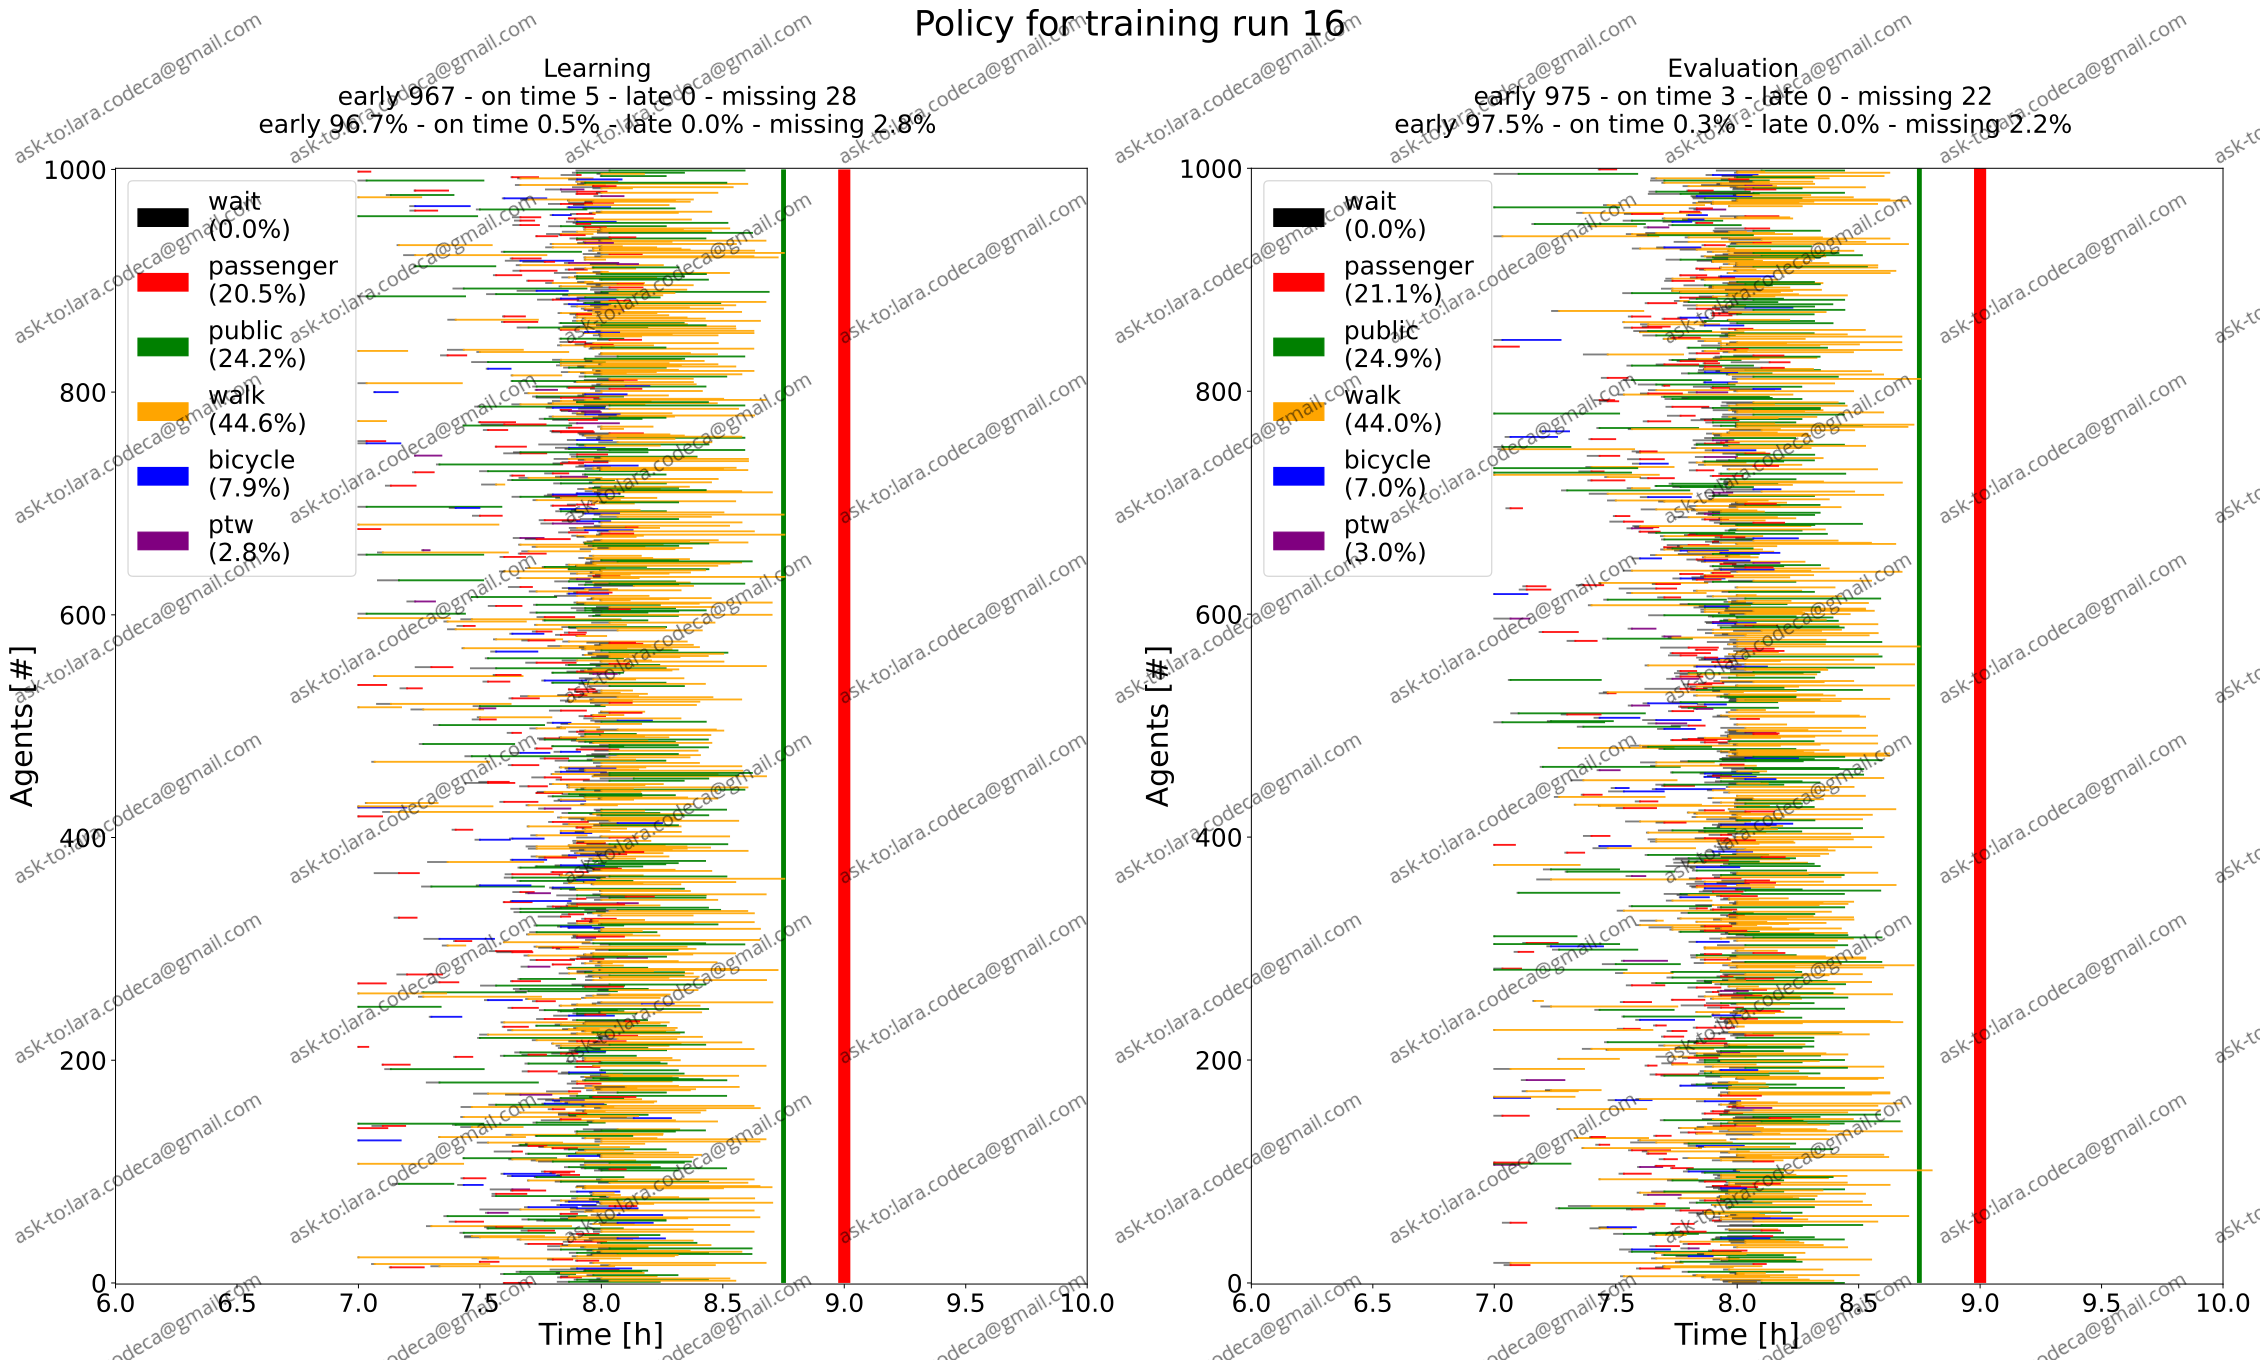 Policy for training run 16
Learning
early 967 - on time 5 - late 0 - missing 28
early 96.7% - on time 0.5% - late 0.0% - missing 2.8%
1000
800
600
400
200
0
Agents [#]
wait
(0.0%)
passenger
(20.5%)
public
(24.2%)
walk
(44.6%)
bicycle
(7.9%)
ptw
(2.8%)
6.0 6.5 7.0 7.5 8.0 8.5 9.0 9.5 10.0
Time [h]
Evaluation
early 975 - on time 3 - late 0 - missing 22
early 97.5% - on time 0.3% - late 0.0% - missing 2.2%
1000
800
600
400
200
0
Agents [#]
wait
(0.0%)
passenger
(21.1%)
public
(24.9%)
walk
(44.0%)
bicycle
(7.0%)
ptw
(3.0%)
6.0 6.5 7.0 7.5 8.0 8.5 9.0 9.5 10.0
Time [h]
ask-to:lara.codeca@gmail.com